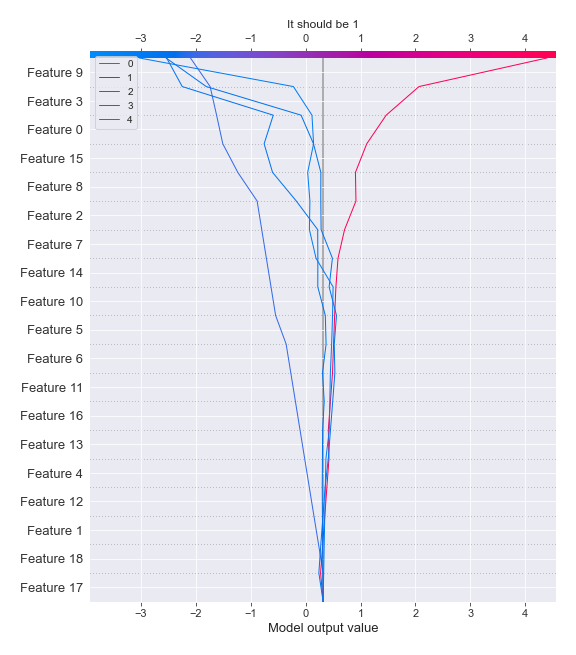 It should be 1
−3 −2 −1 0 1 2 3 4
0
1
2
3
4
Feature 9
Feature 3
Feature 0
Feature 15
Feature 8
Feature 2
Feature 7
Feature 14
Feature 10
Feature 5
Feature 6
Feature 11
Feature 16
Feature 13
Feature 4
Feature 12
Feature 1
Feature 18
Feature 17
−3 −2 −1 0 1 2 3 4
Model output value